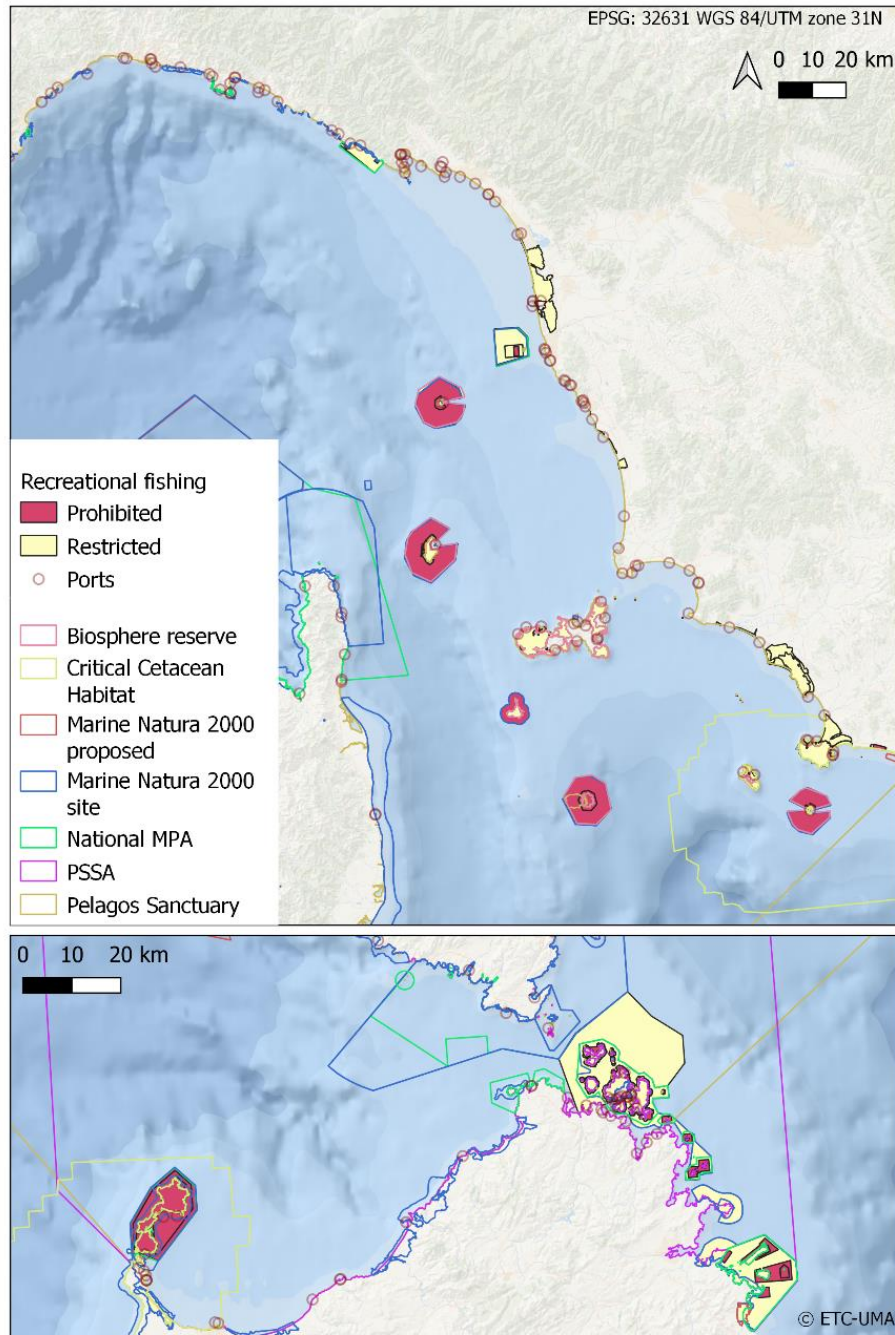 EPSG: 32631 WGS 84/UTM zone 31N
0 10 20 km
Recreational fishing
Prohibited
Restricted
Ports
Biosphere reserve
Critical Cetacean
Habitat
Marine Natura 2000
proposed
Marine Natura 2000
site
National MPA
PSSA
Pelagos Sanctuary
0 10 20 km
© ETC-UMA